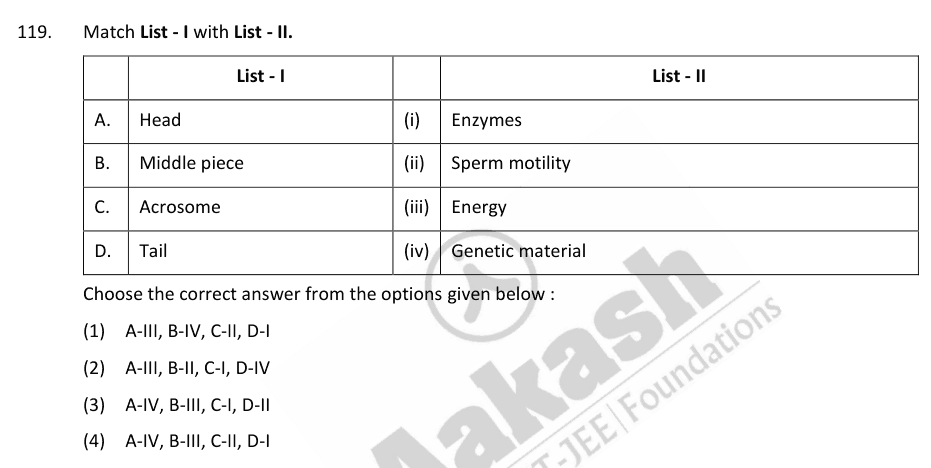 119. Match List - I with List - II.
List - I List - II
A. Head (i) Enzymes
B. Middle piece (ii) Sperm motility
C. Acrosome (iii) Energy
D. Tail (iv) Genetic material
Choose the correct answer from the options given below :
(1) A-III, B-IV, C-II, D-I
(2) A-III, B-II, C-I, D-IV
(3) A-IV, B-III, C-I, D-II
(4) A-IV, B-III, C-II, D-I
Aakash
T-JEE|Foundations